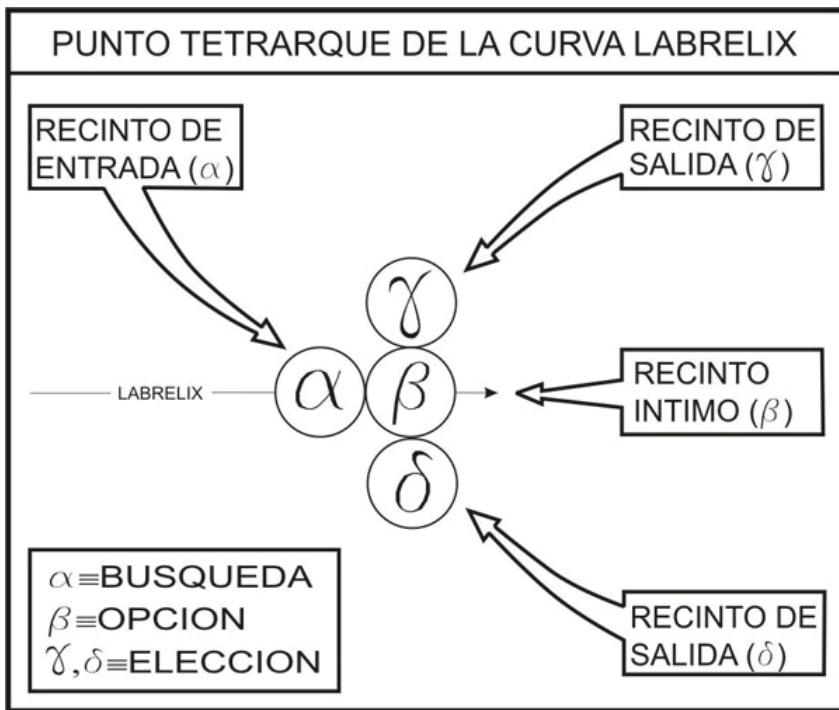 PUNTO TETRARQUE DE LA CURVA LABRELIX
RECINTO DE
ENTRADA (α)
RECINTO DE
SALIDA (γ)
γ
LABRELIX
α
β
RECINTO
INTIMO (β)
δ
α≡BUSQUEDA
β≡OPCION
γ,δ≡ELECCION
RECINTO DE
SALIDA (δ)